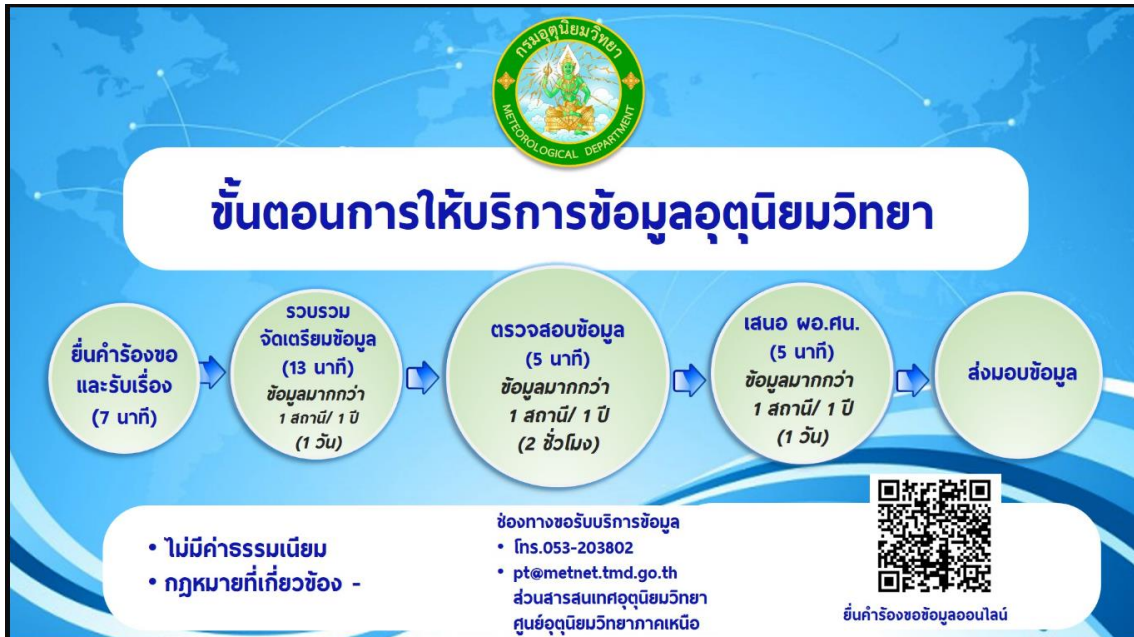 กรมอุตุนิยมวิทยา
METEOROLOGICAL DEPARTMENT
ขั้นตอนการให้บริการข้อมูลอุตุนิยมวิทยา
ยื่นคำร้องขอ
และรับเรื่อง
(7 นาที)
รวบรวม
จัดเตรียมข้อมูล
(13 นาที)
ข้อมูลมากกว่า
1 สถานี/ 1 ปี
(1 วัน)
ตรวจสอบข้อมูล
(5 นาที)
ข้อมูลมากกว่า
1 สถานี/ 1 ปี
(2 ชั่วโมง)
เสนอ ผอ.ศน.
(5 นาที)
ข้อมูลมากกว่า
1 สถานี/ 1 ปี
(1 วัน)
ส่งมอบข้อมูล
• ไม่มีค่าธรรมเนียม
• กฎหมายที่เกี่ยวข้อง -
ช่องทางขอรับบริการข้อมูล
• โทร.053-203802
• pt@metnet.tmd.go.th
ส่วนสารสนเทศอุตุนิยมวิทยา
ศูนย์อุตุนิยมวิทยาภาคเหนือ
ยื่นคำร้องขอข้อมูลออนไลน์